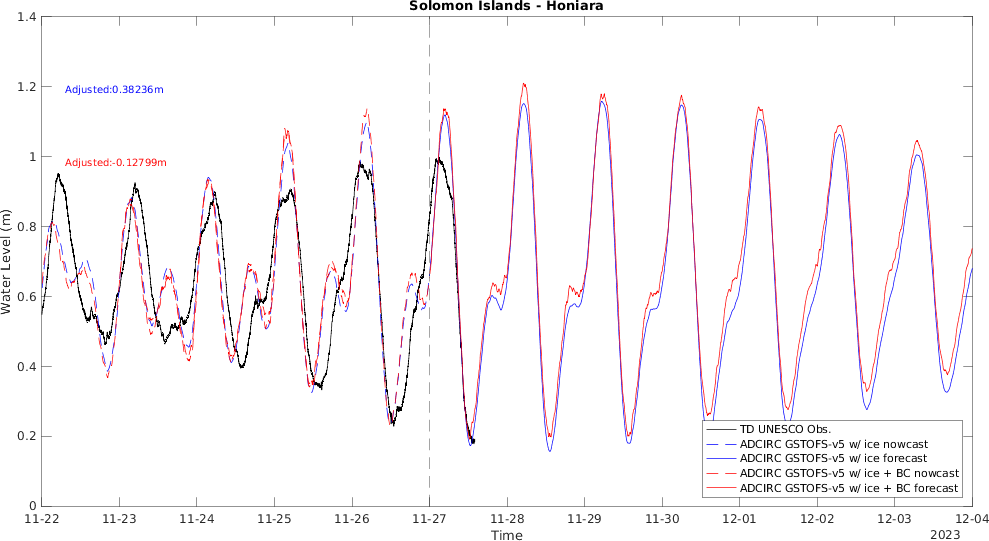 Solomon Islands - Honiara
1.4
1.2
1
0.8
0.6
0.4
0.2
0
Water Level (m)
Adjusted:0.38236m
Adjusted:-0.12799m
TD UNESCO Obs.
ADCIRC GSTOFS-v5 w/ ice nowcast
ADCIRC GSTOFS-v5 w/ ice forecast
ADCIRC GSTOFS-v5 w/ ice + BC nowcast
ADCIRC GSTOFS-v5 w/ ice + BC forecast
11-22 11-23 11-24 11-25 11-26 11-27 11-28 11-29 11-30 12-01 12-02 12-03 12-04
Time
2023